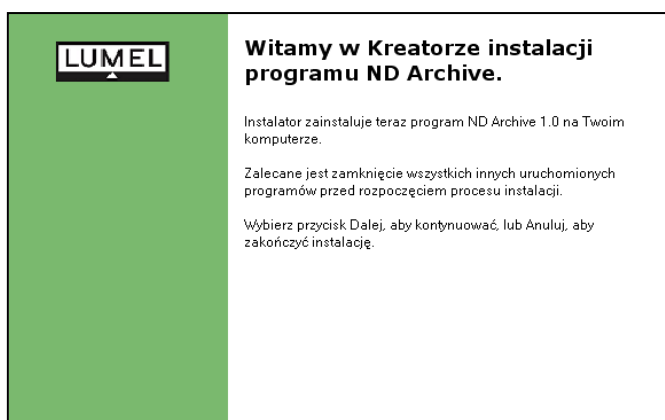 LUMEL
Witamy w Kreatorze instalacji
programu ND Archive.
Instalator zainstaluje teraz program ND Archive 1.0 na Twoim
komputerze.
Zalecane jest zamknięcie wszystkich innych uruchomionych
programów przed rozpoczęciem procesu instalacji.
Wybierz przycisk Dalej, aby kontynuować, lub Anuluj, aby
zakończyć instalację.